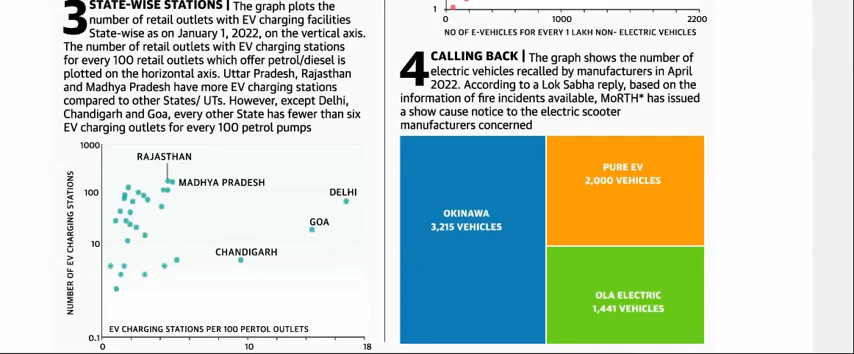 3 STATE-WISE STATIONS | The graph plots the
number of retail outlets with EV charging facilities
State-wise as on January 1, 2022, on the vertical axis.
The number of retail outlets with EV charging stations
for every 100 retail outlets which offer petrol/diesel is
plotted on the horizontal axis. Uttar Pradesh, Rajasthan
and Madhya Pradesh have more EV charging stations
compared to other States/ UTs. However, except Delhi,
Chandigarh and Goa, every other State has fewer than six
EV charging outlets for every 100 petrol pumps
1000
RAJASTHAN
MADHYA PRADESH
100
DELHI
GOA
10
CHANDIGARH
NUMBER OF EV CHARGING STATIONS
EV CHARGING STATIONS PER 100 PERTOL OUTLETS
0.1
0 10 18
1
0 1000 2200
NO OF E-VEHICLES FOR EVERY 1 LAKH NON- ELECTRIC VEHICLES
4 CALLING BACK | The graph shows the number of
electric vehicles recalled by manufacturers in April
2022. According to a Lok Sabha reply, based on the
information of fire incidents available, MoRTH* has issued
a show cause notice to the electric scooter
manufacturers concerned
OKINAWA
3,215 VEHICLES
PURE EV
2,000 VEHICLES
OLA ELECTRIC
1,441 VEHICLES